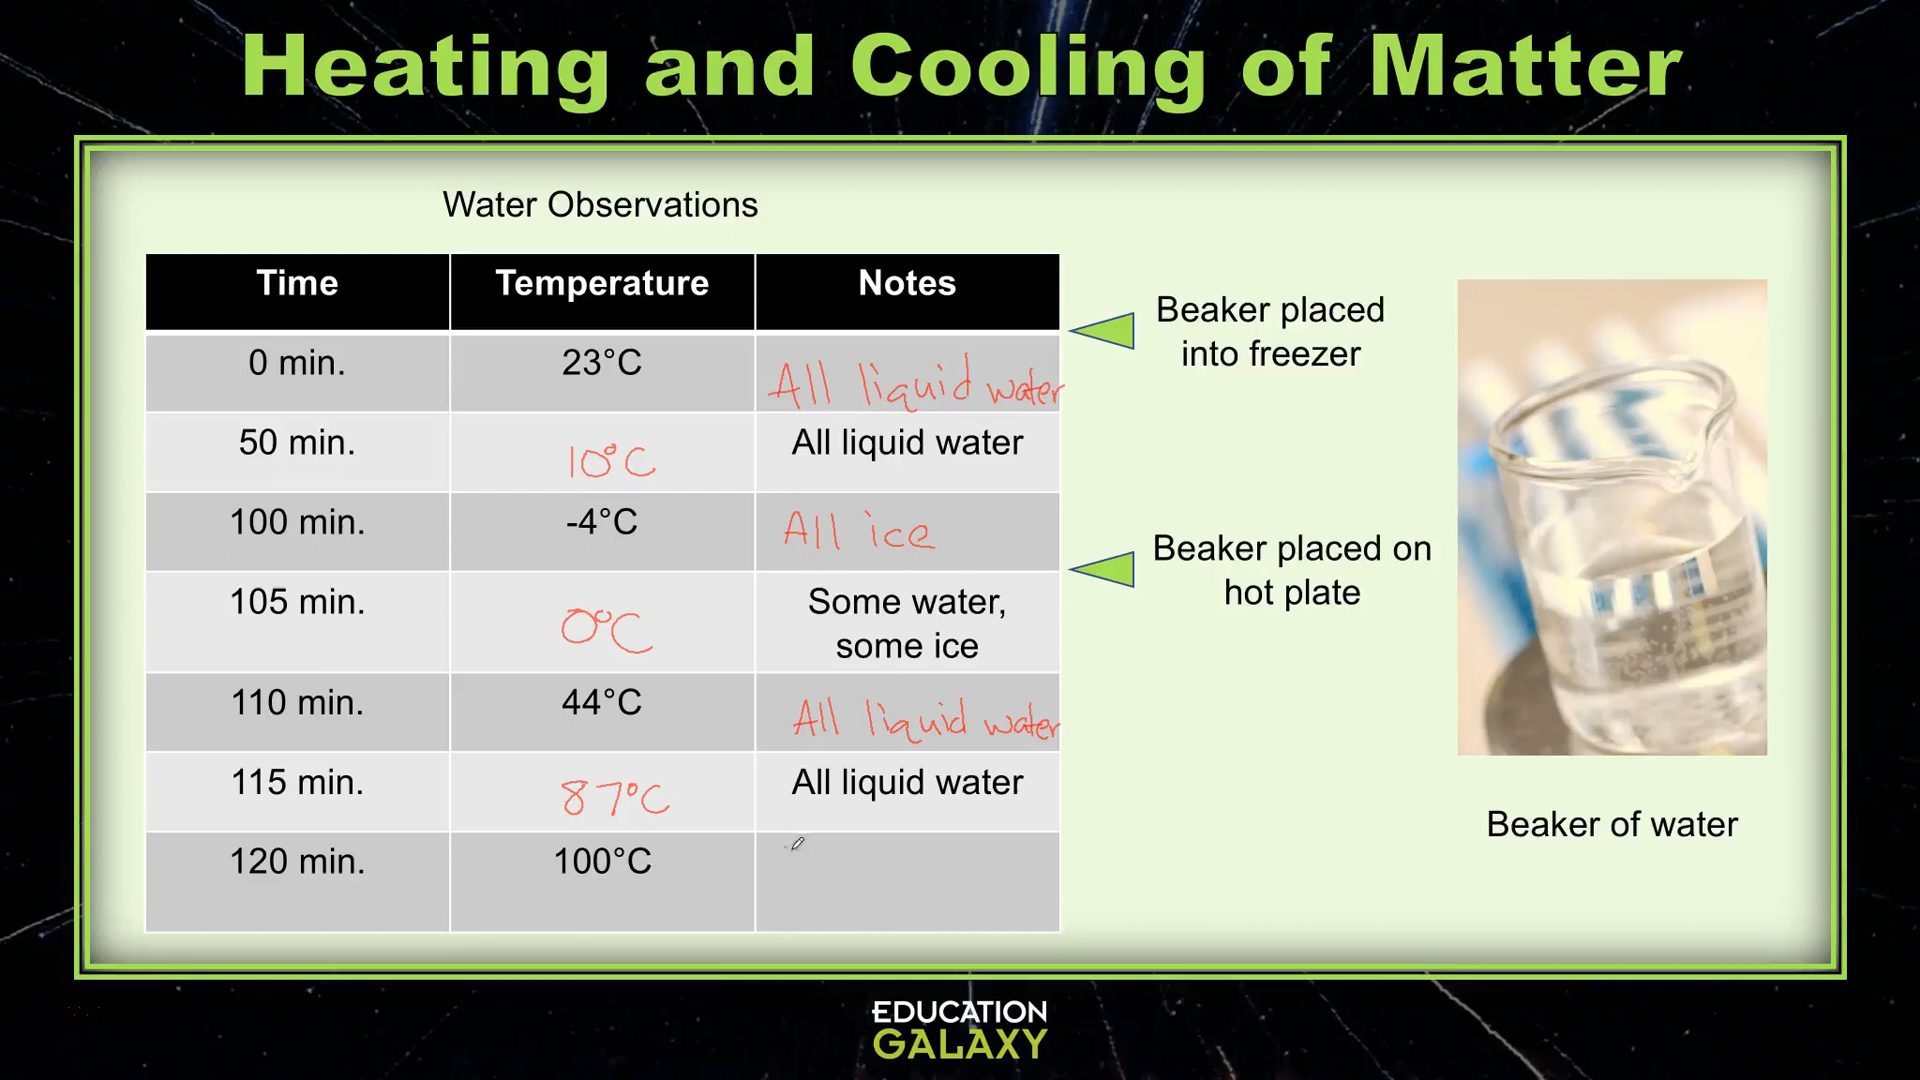 Heating and Cooling of Matter
Water Observations
Time Temperature Notes
0 min. 23°C All liquid water
50 min. 10°C All liquid water
100 min. -4°C All ice
105 min. 0°C Some water,
some ice
110 min. 44°C All liquid water
115 min. 87°C All liquid water
120 min. 100°C
Beaker placed
into freezer
Beaker placed on
hot plate
Beaker of water
EDUCATION
GALAXY